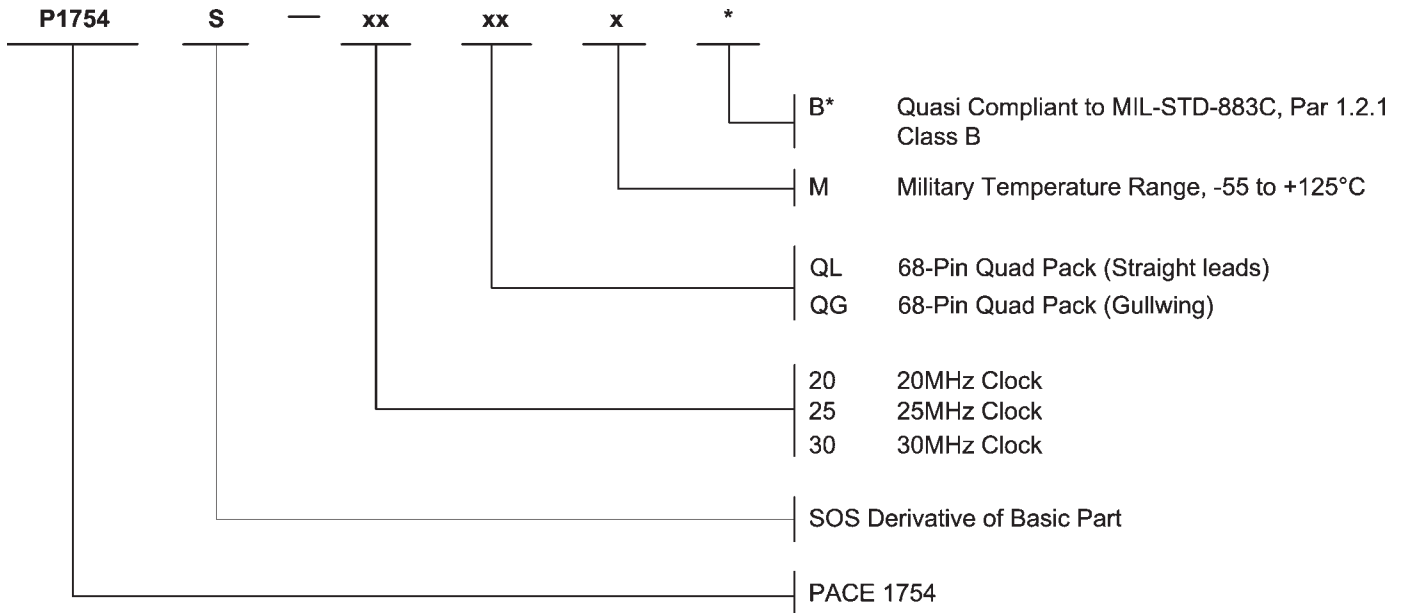 P1754 S — xx xx x *
B* Quasi Compliant to MIL-STD-883C, Par 1.2.1
Class B
M Military Temperature Range, -55 to +125°C
QL 68-Pin Quad Pack (Straight leads)
QG 68-Pin Quad Pack (Gullwing)
20 20MHz Clock
25 25MHz Clock
30 30MHz Clock
SOS Derivative of Basic Part
PACE 1754